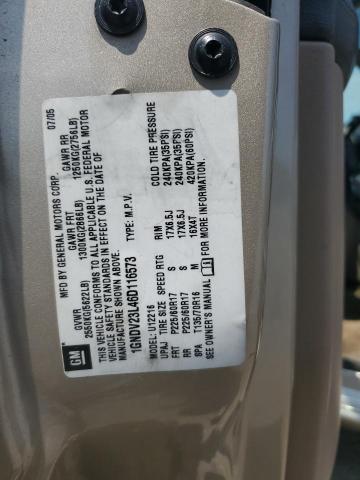 GM MFD BY GENERAL MOTORS CORP. 07/05
GVWR GAWR FRT GAWR RR
2550KG(5622LB) 1300KG(2866LB) 1250KG(2756LB)
THIS VEHICLE CONFORMS TO ALL APPLICABLE U.S. FEDERAL MOTOR
VEHICLE SAFETY STANDARDS IN EFFECT ON THE DATE OF
MANUFACTURE SHOWN ABOVE.
1GNDV23L46D116573 TYPE: M.P.V.
MODEL: U12216
UPAJ TIRE SIZE SPEED RTG RIM COLD TIRE PRESSURE
FRT P225/60R17 S 17X6.5J 240KPA(35PSI)
RR P225/60R17 S 17X6.5J 240KPA(35PSI)
SPA T135/70R16 M 16X4T 420KPA(60PSI)
SEE OWNER'S MANUAL FOR MORE INFORMATION.